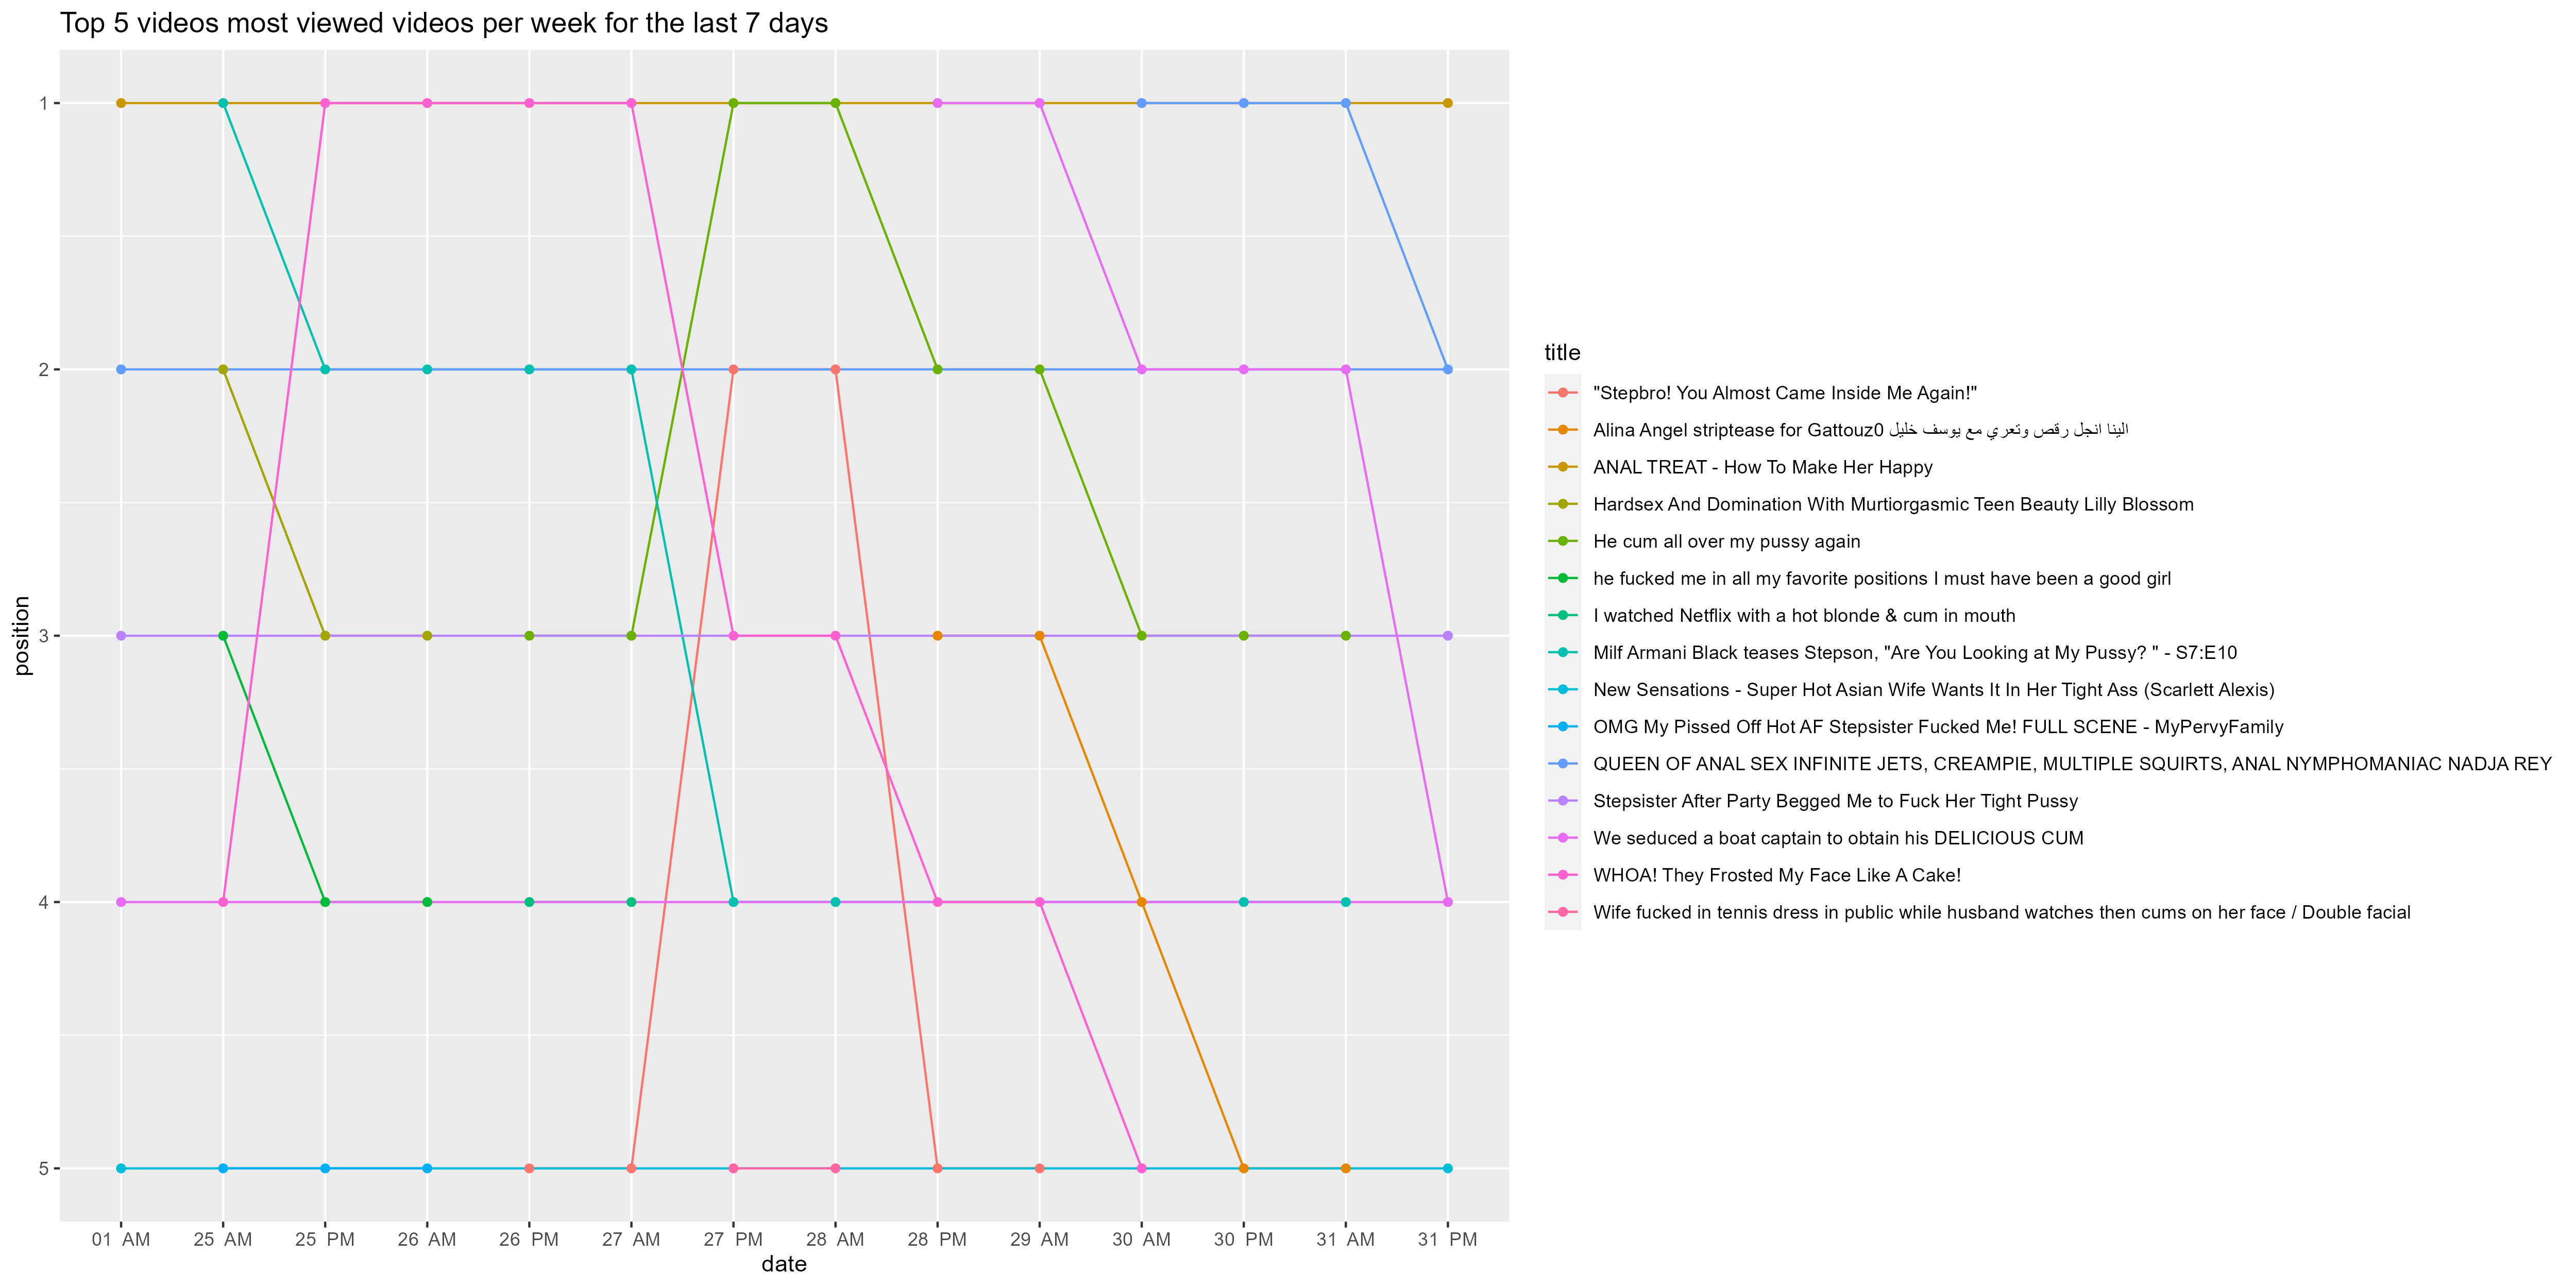 Top 5 videos most viewed videos per week for the last 7 days
position
1
2
3
4
5
01 AM 25 AM 25 PM 26 AM 26 PM 27 AM 27 PM 28 AM 28 PM 29 AM 30 AM 30 PM 31 AM 31 PM
date
title
"Stepbro! You Almost Came Inside Me Again!"
Alina Angel striptease for Gattouz0 الينا انجل رقص وتعري مع يوسف خليل
ANAL TREAT - How To Make Her Happy
Hardsex And Domination With Murtiorgasmic Teen Beauty Lilly Blossom
He cum all over my pussy again
he fucked me in all my favorite positions I must have been a good girl
I watched Netflix with a hot blonde & cum in mouth
Milf Armani Black teases Stepson, "Are You Looking at My Pussy? " - S7:E10
New Sensations - Super Hot Asian Wife Wants It In Her Tight Ass (Scarlett Alexis)
OMG My Pissed Off Hot AF Stepsister Fucked Me! FULL SCENE - MyPervyFamily
QUEEN OF ANAL SEX INFINITE JETS, CREAMPIE, MULTIPLE SQUIRTS, ANAL NYMPHOMANIAC NADJA REY
Stepsister After Party Begged Me to Fuck Her Tight Pussy
We seduced a boat captain to obtain his DELICIOUS CUM
WHOA! They Frosted My Face Like A Cake!
Wife fucked in tennis dress in public while husband watches then cums on her face / Double facial